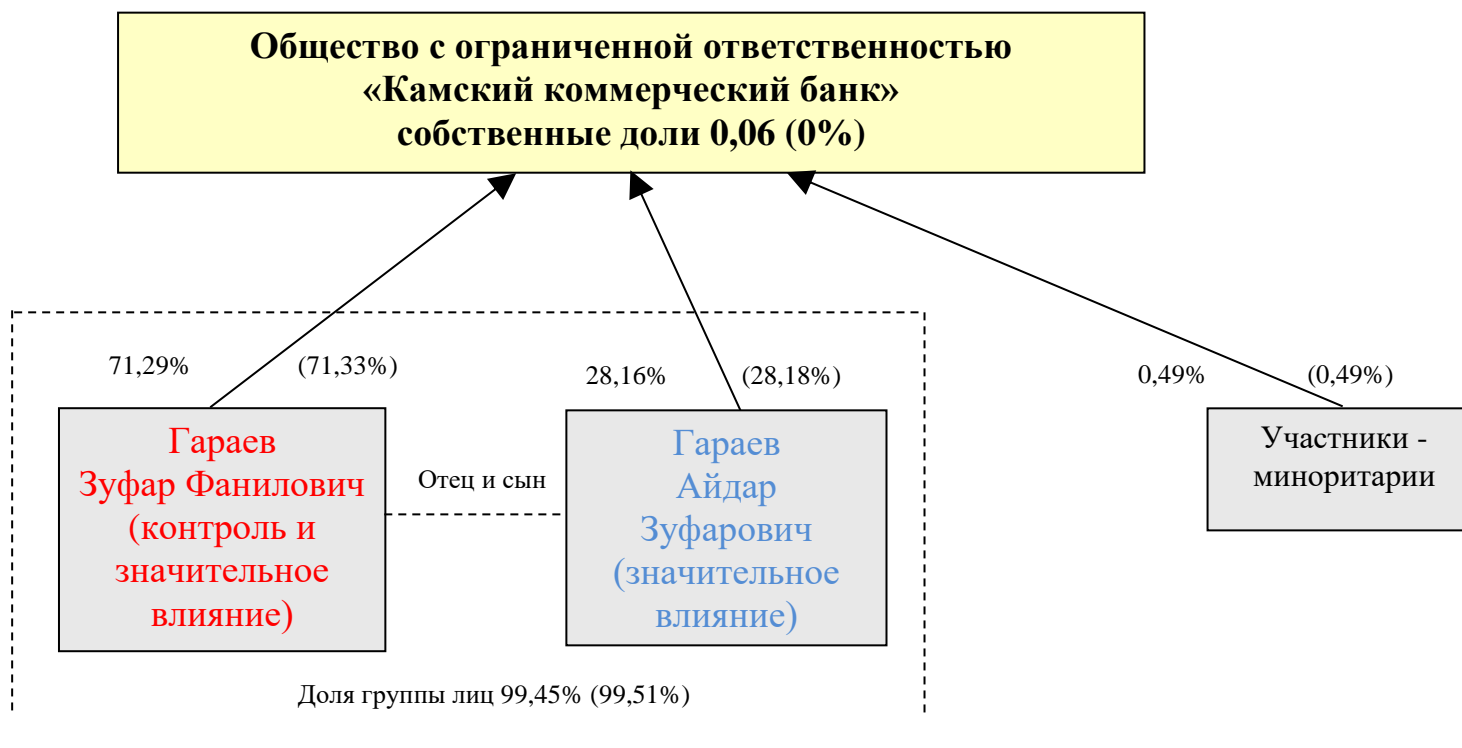 Общество с ограниченной ответственностью
«Камский коммерческий банк»
собственные доли 0,06 (0%)
71,29% (71,33%)
28,16% (28,18%)
0,49% (0,49%)
Гараев
Зуфар Фанилович
(контроль и
значительное
влияние)
Отец и сын
Гараев
Айдар
Зуфарович
(значительное
влияние)
Участники -
миноритарии
Доля группы лиц 99,45% (99,51%)